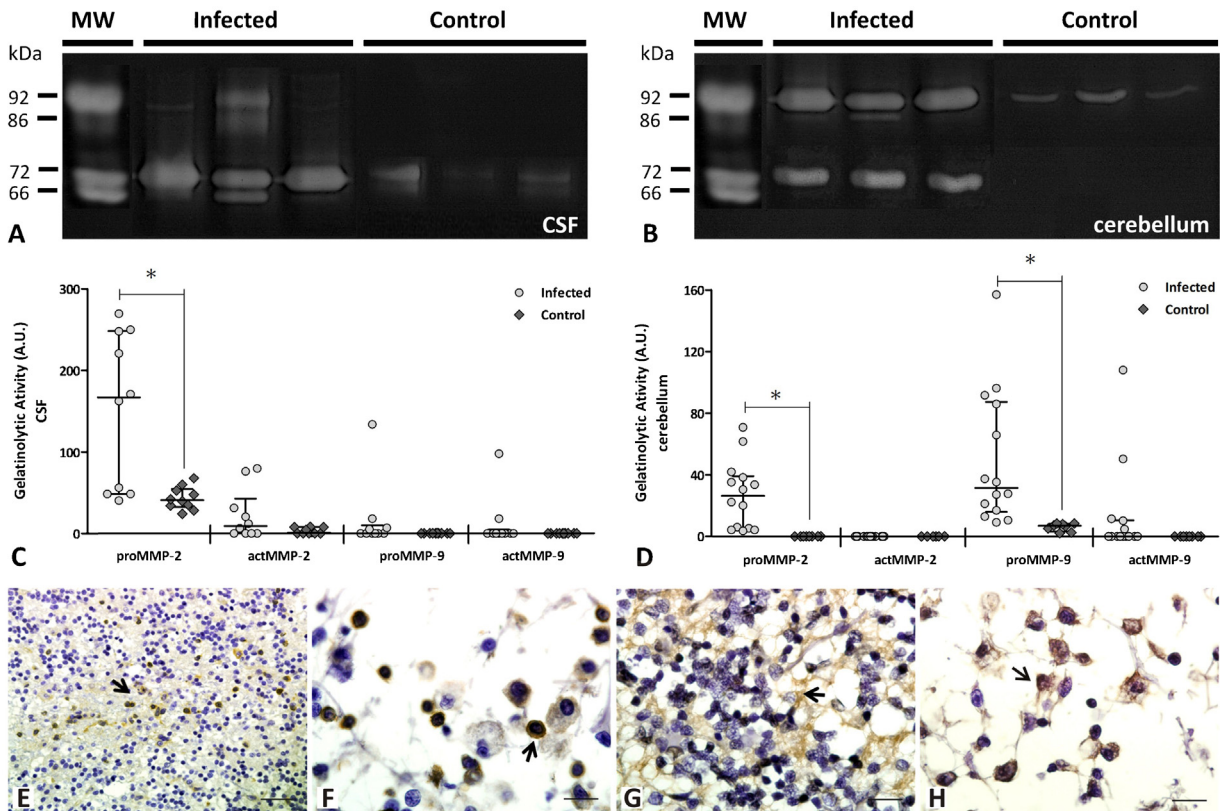 MW Infected Control
kDa
92
86
72
66
A
CSF
MW Infected Control
kDa
92
86
72
66
B
cerebellum
Gelatinolytic Ativity (A.U.)
CSF
300
200
100
0
*
Infected
Control
proMMP-2 actMMP-2 proMMP-9 actMMP-9
C
Gelatinolytic Ativity (A.U.)
cerebellum
160
120
80
40
0
*
*
Infected
Control
proMMP-2 actMMP-2 proMMP-9 actMMP-9
D
E
F
G
H